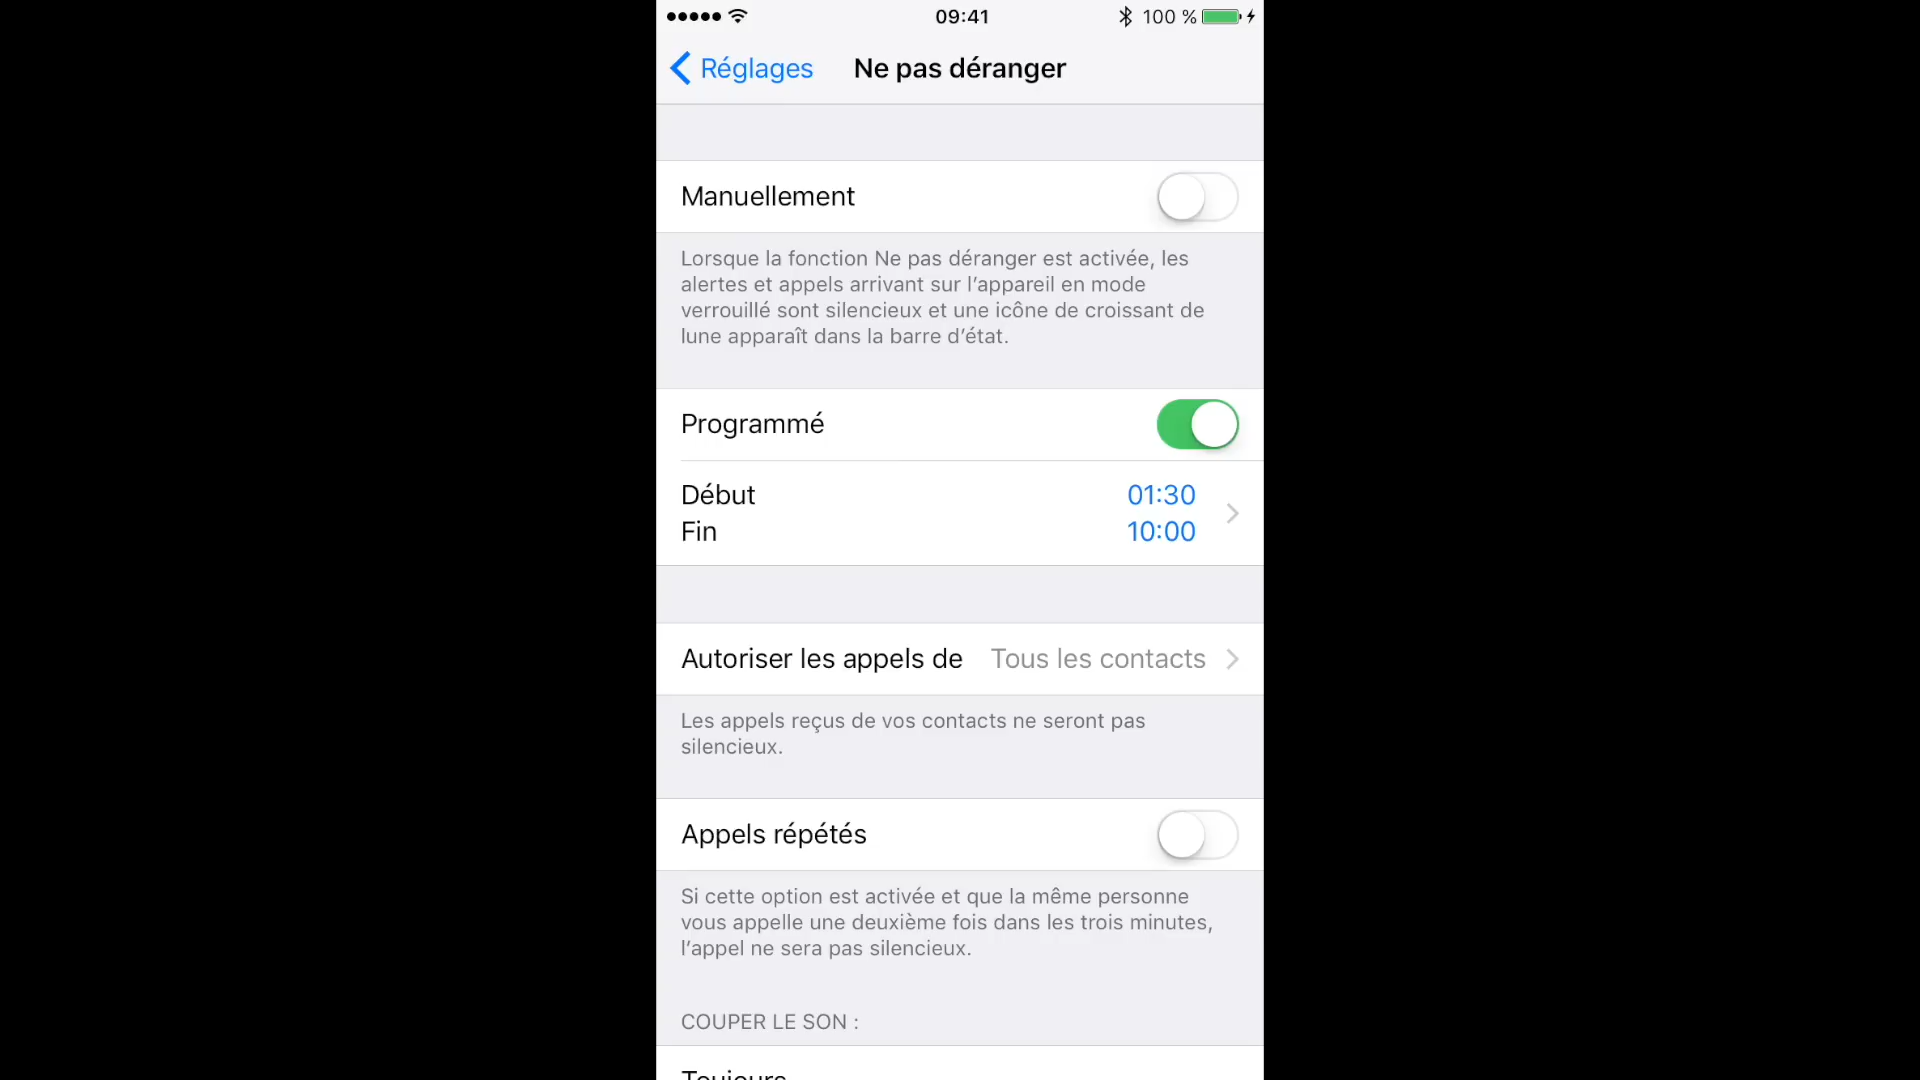 09:41
100 %
Réglages
Ne pas déranger
Manuellement
Lorsque la fonction Ne pas déranger est activée, les
alertes et appels arrivant sur l’appareil en mode
verrouillé sont silencieux et une icône de croissant de
lune apparaît dans la barre d’état.
Programmé
Début 01:30
Fin 10:00
Autoriser les appels de Tous les contacts
Les appels reçus de vos contacts ne seront pas
silencieux.
Appels répétés
Si cette option est activée et que la même personne
vous appelle une deuxième fois dans les trois minutes,
l’appel ne sera pas silencieux.
COUPER LE SON :
Toujours